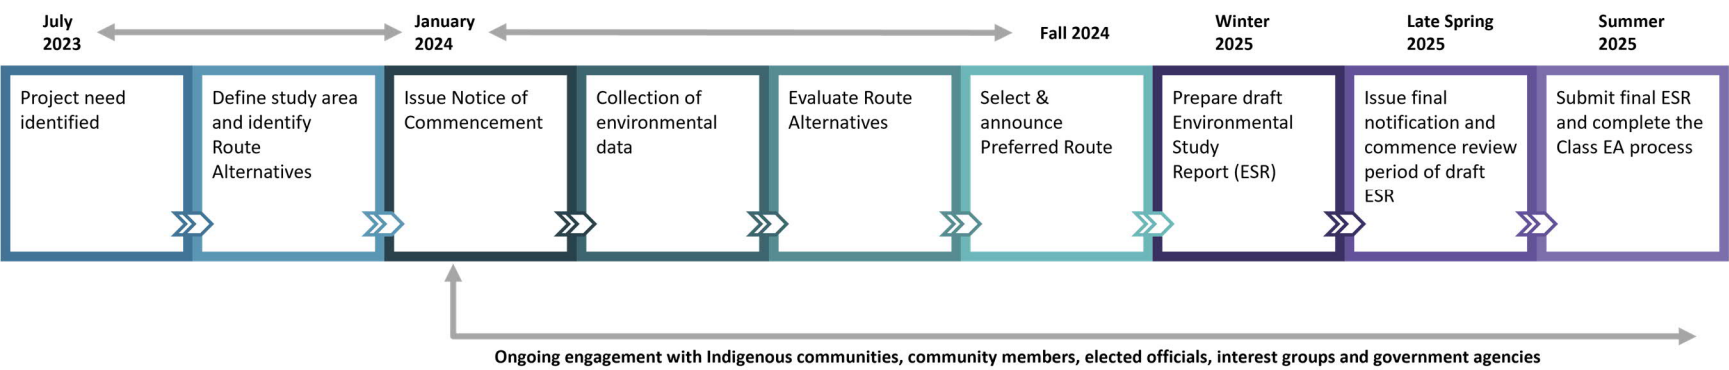 July
2023
January
2024
Fall 2024
Winter
2025
Late Spring
2025
Summer
2025
Project need
identified
Define study area
and identify
Route
Alternatives
Issue Notice of
Commencement
Collection of
environmental
data
Evaluate Route
Alternatives
Select &
announce
Preferred Route
Prepare draft
Environmental
Study
Report (ESR)
Issue final
notification and
commence review
period of draft
ESR
Submit final ESR
and complete the
Class EA process
Ongoing engagement with Indigenous communities, community members, elected officials, interest groups and government agencies